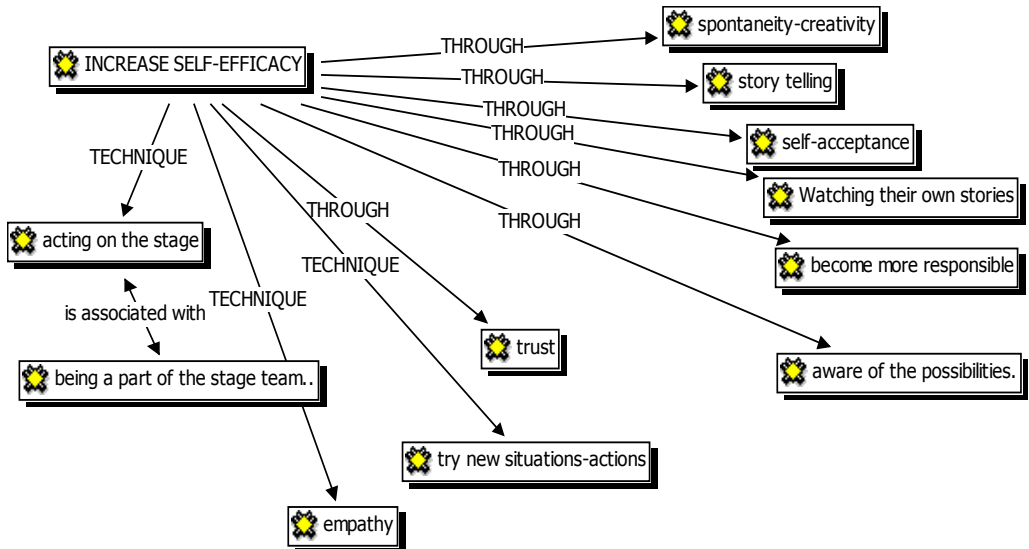 spontaneity-creativity
THROUGH
INCREASE SELF-EFFICACY
THROUGH
story telling
THROUGH
THROUGH
self-acceptance
TECHNIQUE
THROUGH
Watching their own stories
THROUGH
THROUGH
acting on the stage
become more responsible
TECHNIQUE
TECHNIQUE
is associated with
trust
aware of the possibilities.
being a part of the stage team..
try new situations-actions
empathy